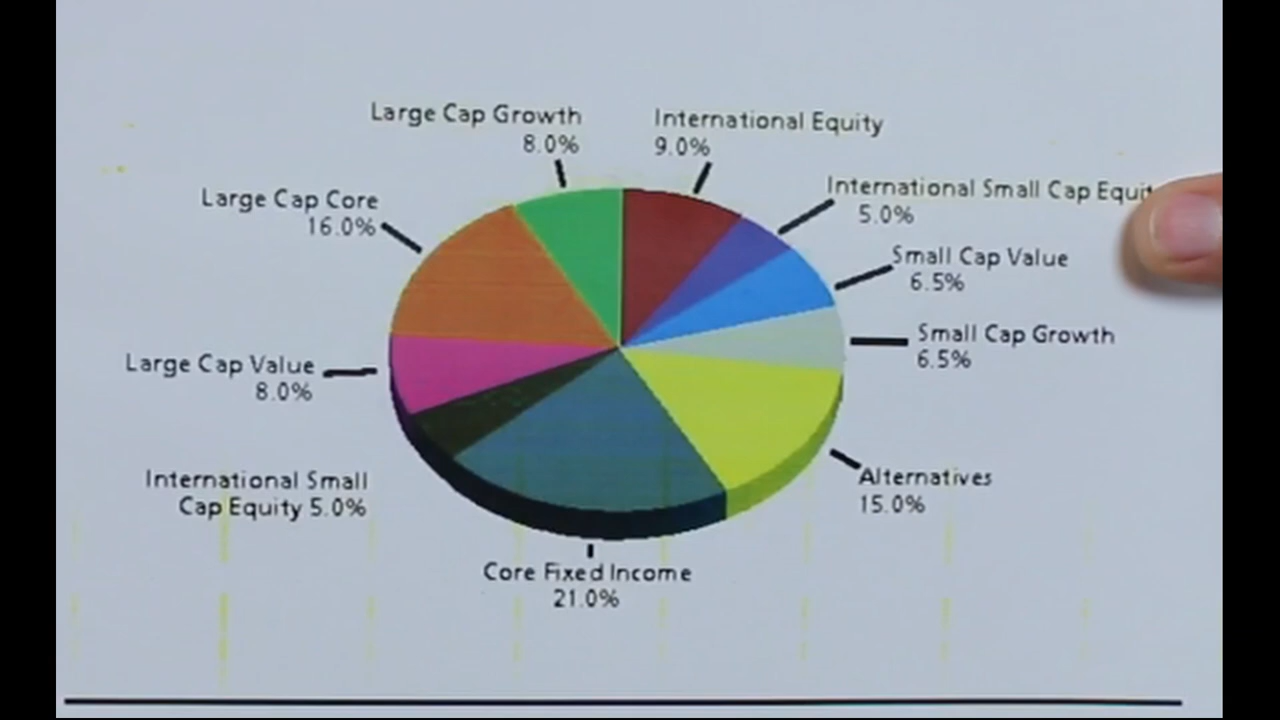 Large Cap Growth
8.0%
International Equity
9.0%
International Small Cap Equit
5.0%
Small Cap Value
6.5%
Small Cap Growth
6.5%
Alternatives
15.0%
Core Fixed Income
21.0%
International Small
Cap Equity 5.0%
Large Cap Value
8.0%
Large Cap Core
16.0%